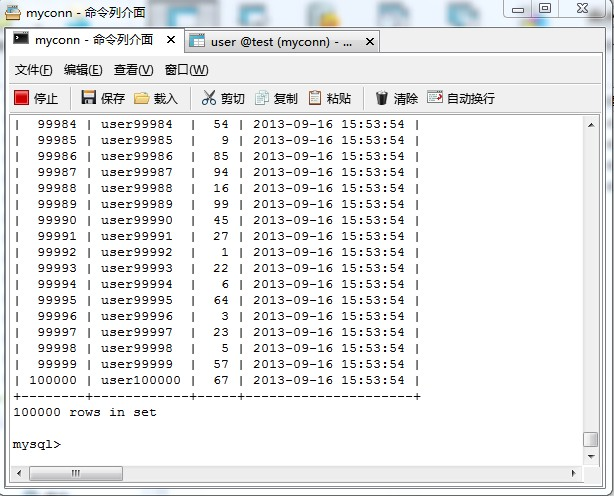 myconn - 命令列介面
myconn - 命令列介面 user @test (myconn) - ...
文件(F) 编辑(E) 查看(V) 窗口(W)
停止 保存 载入 剪切 复制 粘贴 清除 自动换行
| 99984 | user99984 | 54 | 2013-09-16 15:53:54 |
| 99985 | user99985 | 9 | 2013-09-16 15:53:54 |
| 99986 | user99986 | 85 | 2013-09-16 15:53:54 |
| 99987 | user99987 | 94 | 2013-09-16 15:53:54 |
| 99988 | user99988 | 16 | 2013-09-16 15:53:54 |
| 99989 | user99989 | 99 | 2013-09-16 15:53:54 |
| 99990 | user99990 | 45 | 2013-09-16 15:53:54 |
| 99991 | user99991 | 27 | 2013-09-16 15:53:54 |
| 99992 | user99992 | 1 | 2013-09-16 15:53:54 |
| 99993 | user99993 | 22 | 2013-09-16 15:53:54 |
| 99994 | user99994 | 6 | 2013-09-16 15:53:54 |
| 99995 | user99995 | 64 | 2013-09-16 15:53:54 |
| 99996 | user99996 | 3 | 2013-09-16 15:53:54 |
| 99997 | user99997 | 23 | 2013-09-16 15:53:54 |
| 99998 | user99998 | 5 | 2013-09-16 15:53:54 |
| 99999 | user99999 | 57 | 2013-09-16 15:53:54 |
| 100000 | user100000 | 67 | 2013-09-16 15:53:54 |
+--------+------------+-----+---------------------+
100000 rows in set
mysql>